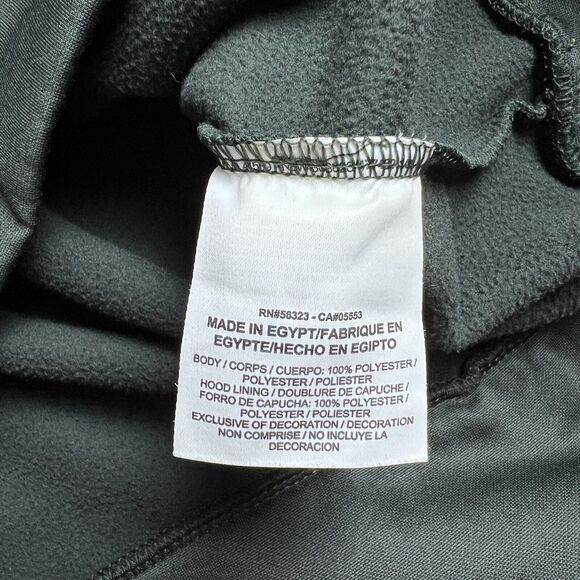 RN#56323 - CA#05553
MADE IN EGYPT/FABRIQUE EN
EGYPTE/HECHO EN EGIPTO
BODY / CORPS / CUERPO: 100% POLYESTER /
POLYESTER / POLIESTER
HOOD LINING / DOUBLURE DE CAPUCHE /
FORRO DE CAPUCHA: 100% POLYESTER /
POLYESTER / POLIESTER
EXCLUSIVE OF DECORATION / DECORATION
NON COMPRISE / NO INCLUYE LA
DECORACION